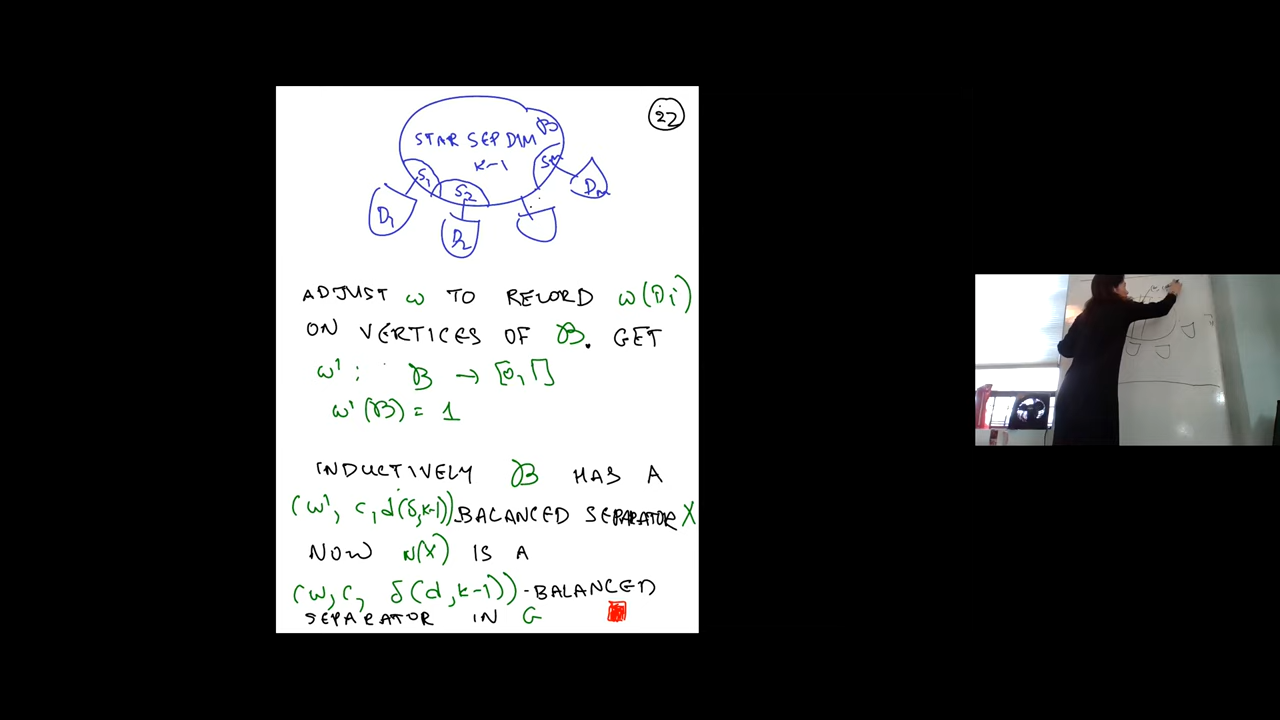 22
STAR SEP DIM B
K-1
S1
S2
Sm
D1
D2
Dm
ADJUST w TO RECORD w(Di)
ON VERTICES OF B. GET
w': B → [0,1]
w'(B) = 1
INDUCTIVELY B HAS A
(w', c, d(δ,k-1)) BALANCED SEPARATOR X
NOW N(X) IS A
(w, c, δ(d,k-1)) - BALANCED
SEPARATOR IN G